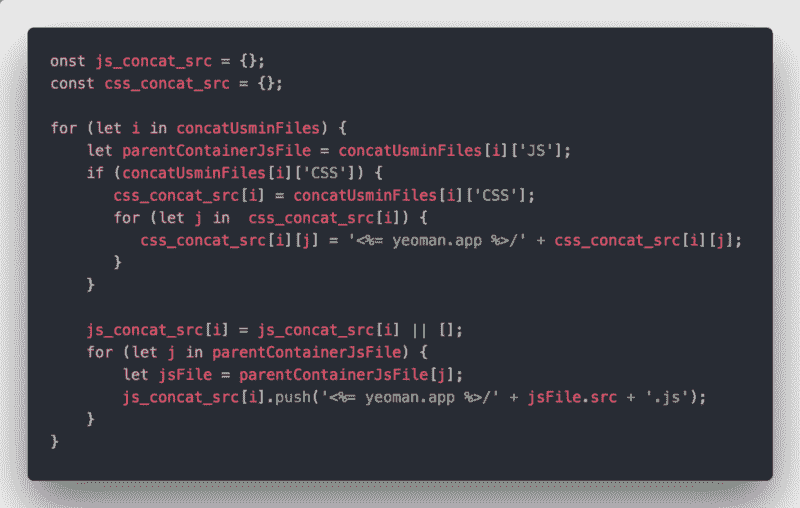 onst js_concat_src = {};
const css_concat_src = {};

for (let i in concatUsminFiles) {
    let parentContainerJsFile = concatUsminFiles[i]['JS'];
    if (concatUsminFiles[i]['CSS']) {
       css_concat_src[i] = concatUsminFiles[i]['CSS'];
       for (let j in  css_concat_src[i]) {
          css_concat_src[i][j] = '<%= yeoman.app %>/' + css_concat_src[i][j];
       }
    }

    js_concat_src[i] = js_concat_src[i] || [];
    for (let j in parentContainerJsFile) {
        let jsFile = parentContainerJsFile[j];
        js_concat_src[i].push('<%= yeoman.app %>/' + jsFile.src + '.js');
    }
}